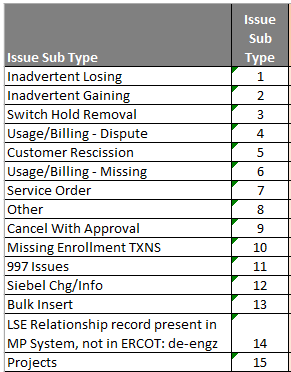 Issue Sub Type
Issue
Sub
Type
Inadvertent Losing 1
Inadvertent Gaining 2
Switch Hold Removal 3
Usage/Billing - Dispute 4
Customer Rescission 5
Usage/Billing - Missing 6
Service Order 7
Other 8
Cancel With Approval 9
Missing Enrollment TXNS 10
997 Issues 11
Siebel Chg/Info 12
Bulk Insert 13
LSE Relationship record present in
MP System, not in ERCOT: de-engz 14
Projects 15